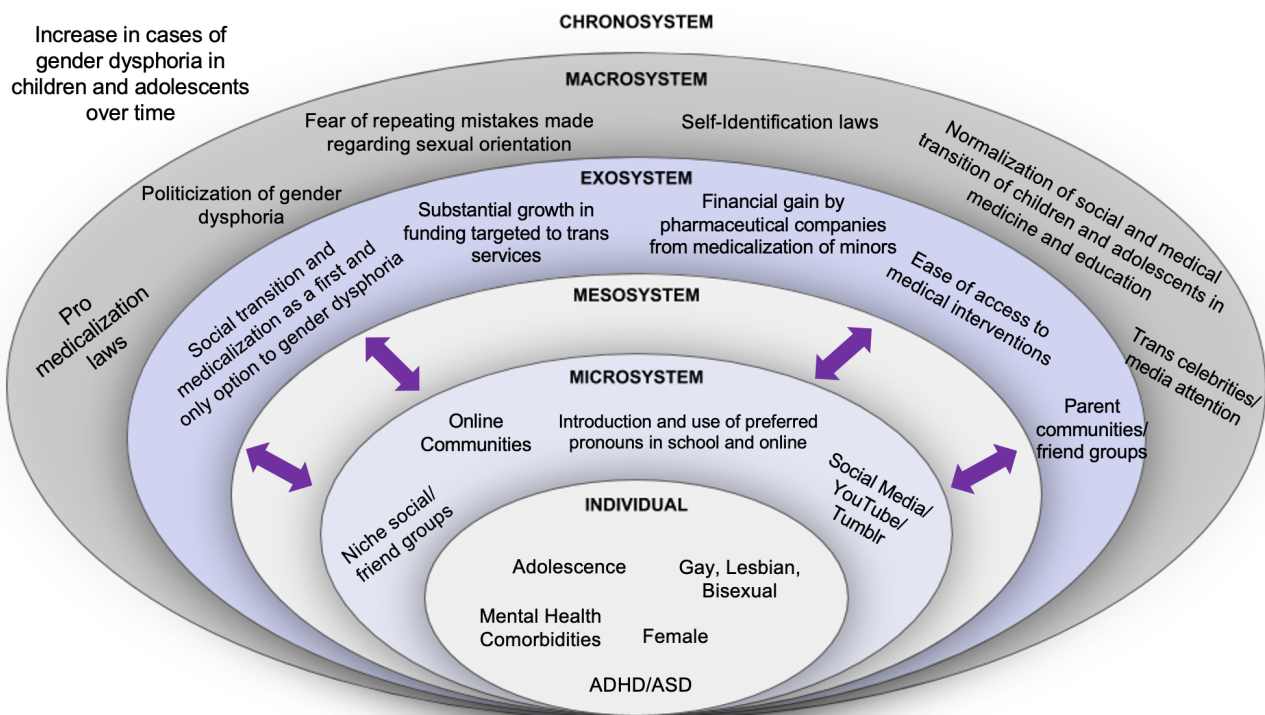 CHRONOSYSTEM
Increase in cases of
gender dysphoria in
children and adolescents
over time
MACROSYSTEM
Fear of repeating mistakes made
regarding sexual orientation
Self-Identification laws
Normalization of social and medical
transition of children and adolescents in
medicine and education
Politicization of gender
dysphoria
Pro
medicalization
laws
Trans celebrities/
media attention
EXOSYSTEM
Substantial growth in
funding targeted to trans
services
Financial gain by
pharmaceutical companies
from medicalization of minors
Social transition and
medicalization as a first and
only option to gender dysphoria
Ease of access to
medical interventions
Parent
communities/
friend groups
MESOSYSTEM
MICROSYSTEM
Online
Communities
Introduction and use of preferred
pronouns in school and online
Niche social/
friend groups
Social Media/
YouTube/
Tumblr
INDIVIDUAL
Adolescence
Gay, Lesbian,
Bisexual
Mental Health
Comorbidities
Female
ADHD/ASD